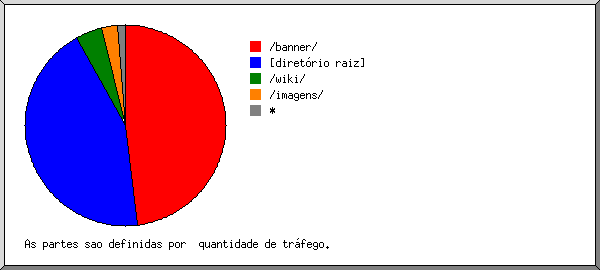 /banner/
[diretório raiz]
/wiki/
/imagens/
*
As partes sao definidas por  quantidade de tráfego.